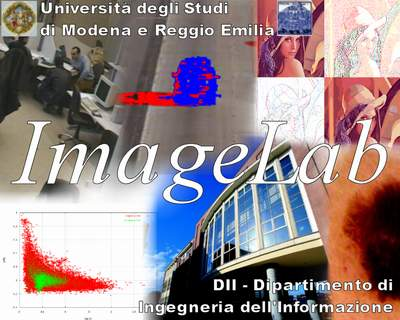 Università degli Studi
di Modena e Reggio Emilia
ImageLab
DII - Dipartimento di
Ingegneria dell'Informazione